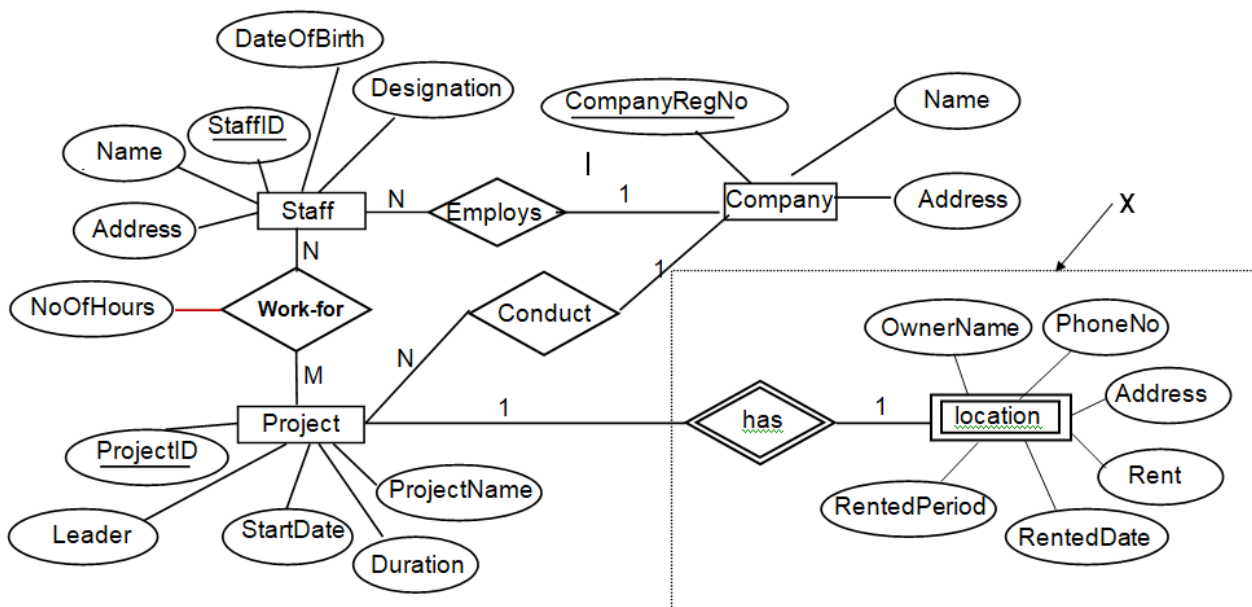 DateOfBirth
Designation
StaffID
Name
Address
Staff
N
Employs
1
CompanyRegNo
Name
Company
Address
X
N
NoOfHours
Work-for
M
Conduct
1
N
Project
1
has
1
location
OwnerName
PhoneNo
Address
Rent
RentedDate
RentedPeriod
ProjectID
Leader
StartDate
Duration
ProjectName